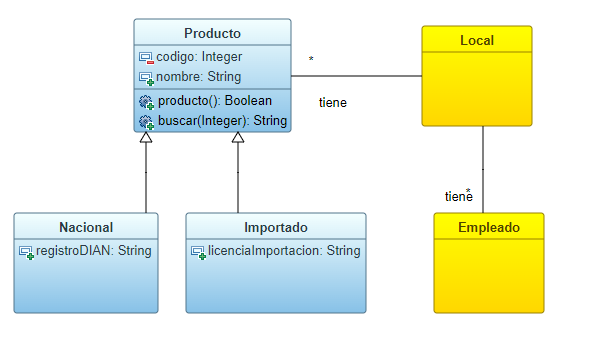 Producto
codigo: Integer
nombre: String
producto(): Boolean
buscar(Integer): String
*
tiene
Local
tiene
*
Nacional
registroDIAN: String
Importado
licenciaImportacion: String
Empleado